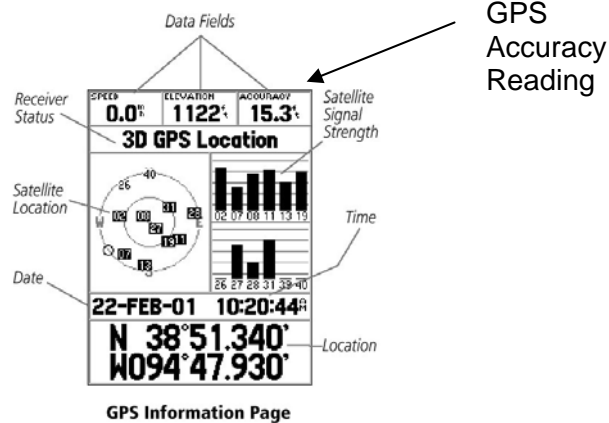 Data Fields
GPS
Accuracy
Reading
SPEED ELEVATION ACCURACY
0.0 1122 15.3
Receiver
Status
3D GPS Location
Satellite
Signal
Strength
Satellite
Location
40
26
31
28
02
08
27
W
E
19 11
07
13
S
02 07 08 11 13 19
26 27 28 31 39 40
Time
Date
22-FEB-01 10:20:44
N 38°51.340'
W094°47.930'
Location
GPS Information Page